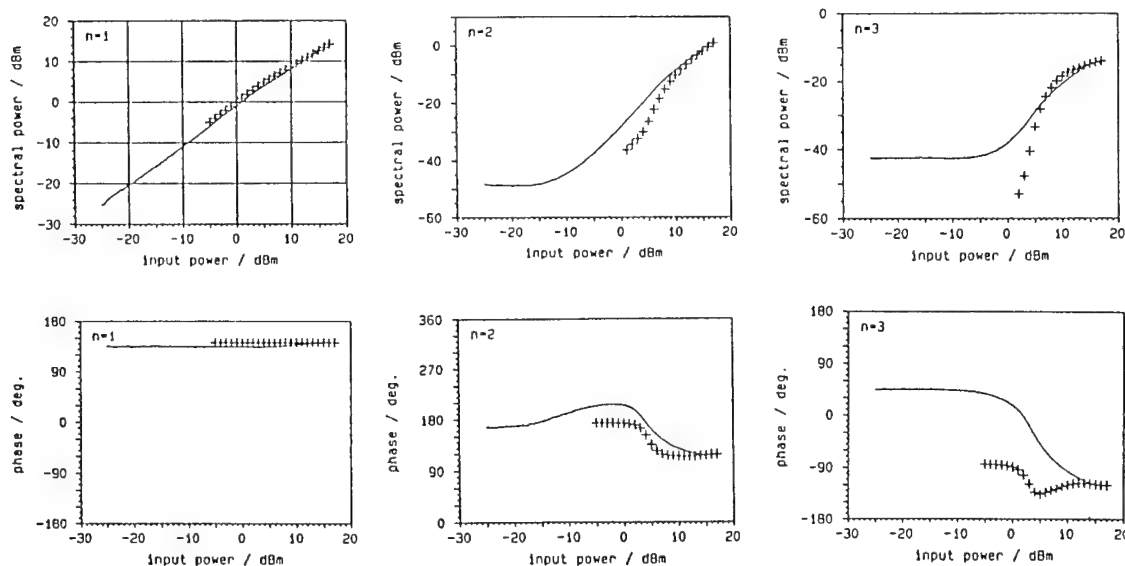 20
10
0
-10
-20
-30
n=1
spectral power / dBm
-30 -20 -10 0 10 20
input power / dBm
0
-20
-40
-60
n=2
spectral power / dBm
-30 -20 -10 0 10 20
input power / dBm
0
-20
-40
-60
n=3
spectral power / dBm
-30 -20 -10 0 10 20
input power / dBm
180
90
0
-90
-180
n=1
phase / deg.
-30 -20 -10 0 10 20
input power / dBm
360
270
180
90
0
n=2
phase / deg.
-30 -20 -10 0 10 20
input power / dBm
180
90
0
-90
-180
n=3
phase / deg.
-30 -20 -10 0 10 20
input power / dBm